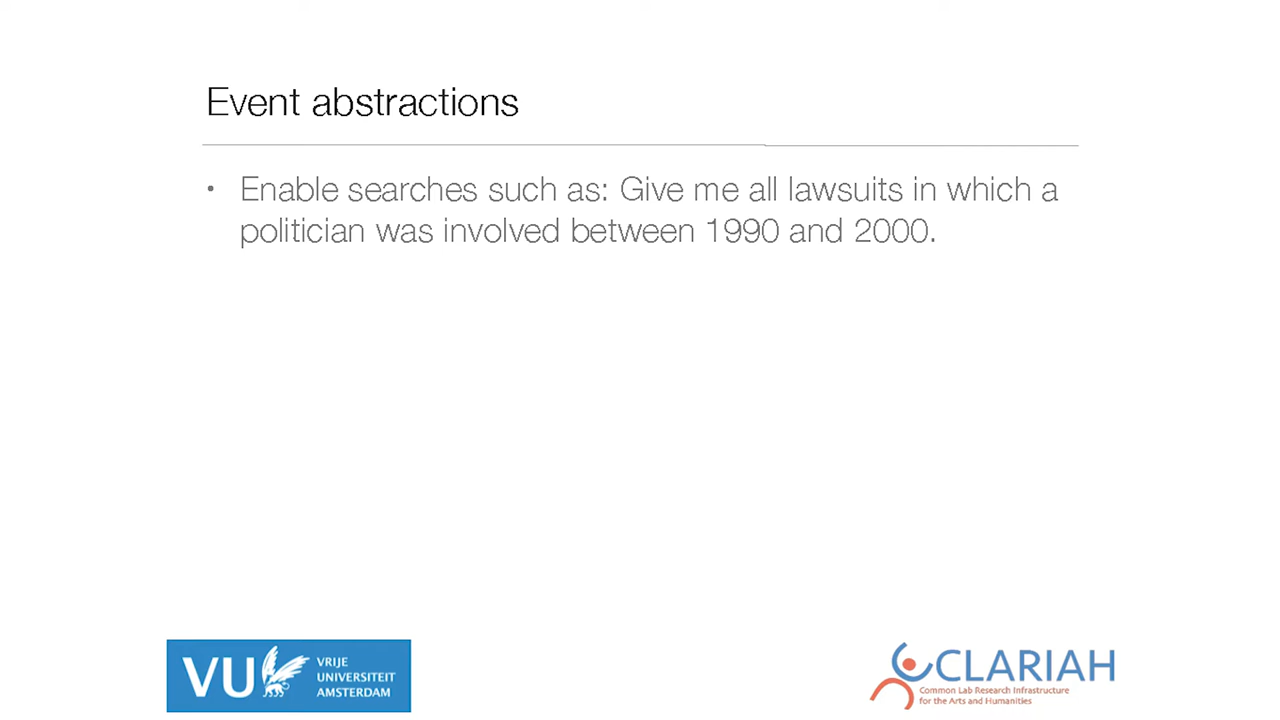 Event abstractions
• Enable searches such as: Give me all lawsuits in which a
politician was involved between 1990 and 2000.
VU VRIJE
UNIVERSITEIT
AMSTERDAM
CLARIAH
Common Lab Research Infrastructure
for the Arts and Humanities